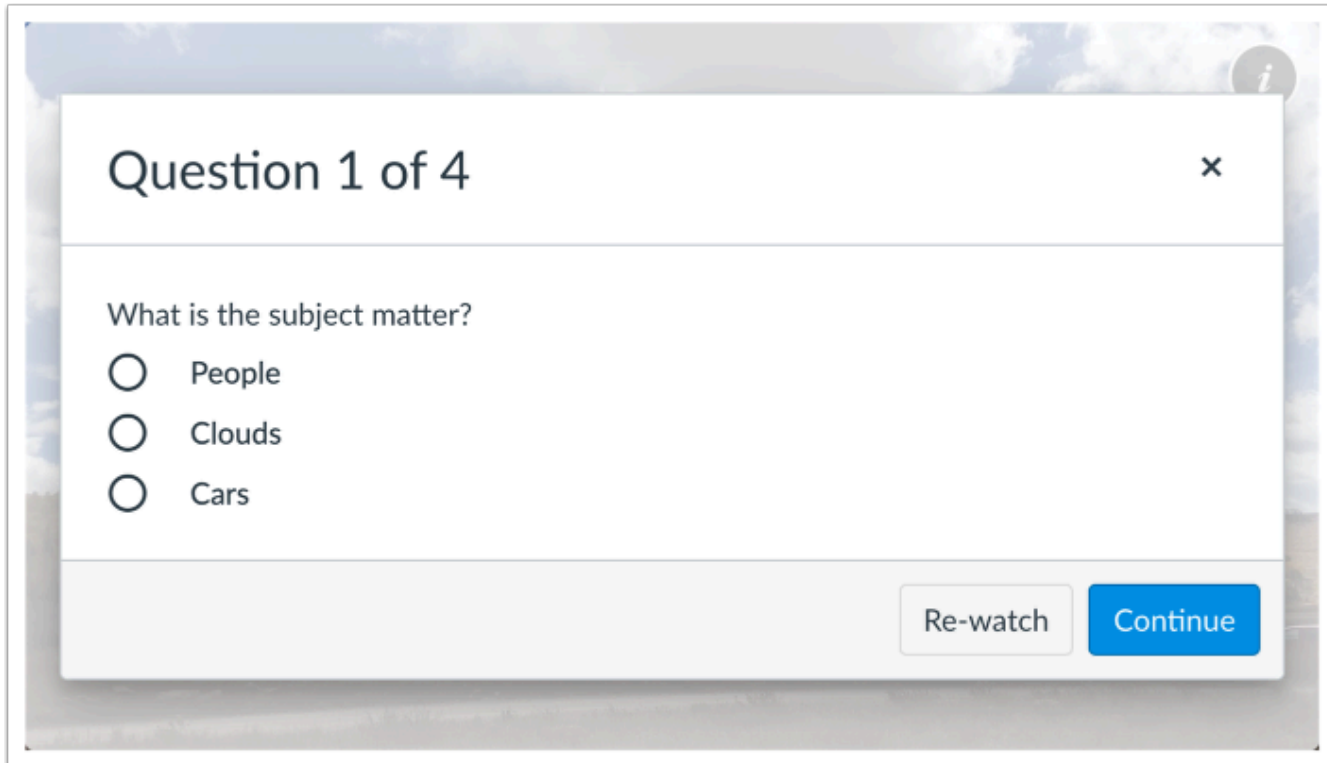 i
Question 1 of 4
×
What is the subject matter?
People
Clouds
Cars
Re-watch Continue